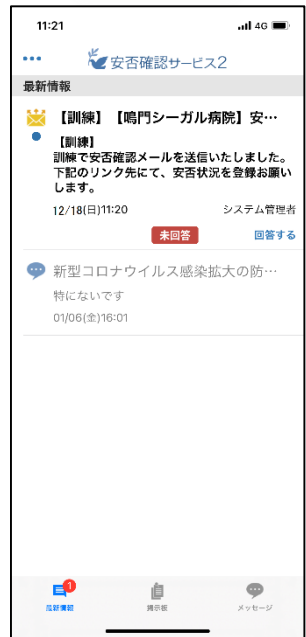 11:21
4G
安否確認サービス2
最新情報
【訓練】【鳴門シーガル病院】安…
【訓練】
訓練で安否確認メールを送信いたしました。
下記のリンク先にて、安否状況を登録お願い
します。
12/18(日)11:20 システム管理者
未回答 回答する
新型コロナウイルス感染拡大の防…
特にないです
01/06(金)16:01
1
最新情報 掲示板 メッセージ